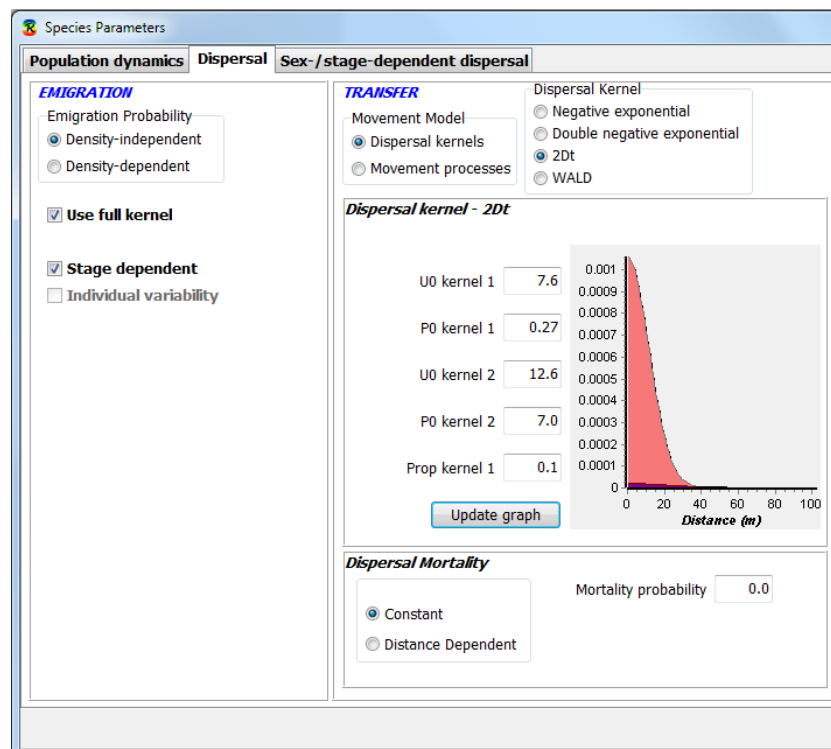 Species Parameters
Population dynamics Dispersal Sex-/stage-dependent dispersal
EMIGRATION
Emigration Probability
Density-independent
Density-dependent
Use full kernel
Stage dependent
Individual variability
TRANSFER
Movement Model
Dispersal kernels
Movement processes
Dispersal Kernel
Negative exponential
Double negative exponential
2Dt
WALD
Dispersal kernel - 2Dt
U0 kernel 1 7.6
P0 kernel 1 0.27
U0 kernel 2 12.6
P0 kernel 2 7.0
Prop kernel 1 0.1
Update graph
0.001
0.0009
0.0008
0.0007
0.0006
0.0005
0.0004
0.0003
0.0002
0.0001
0
0 20 40 60 80 100
Distance (m)
Dispersal Mortality
Constant
Distance Dependent
Mortality probability 0.0